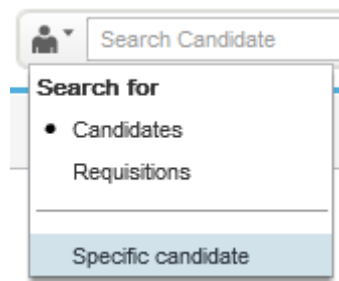 Search Candidate
Search for
Candidates
Requisitions
Specific candidate